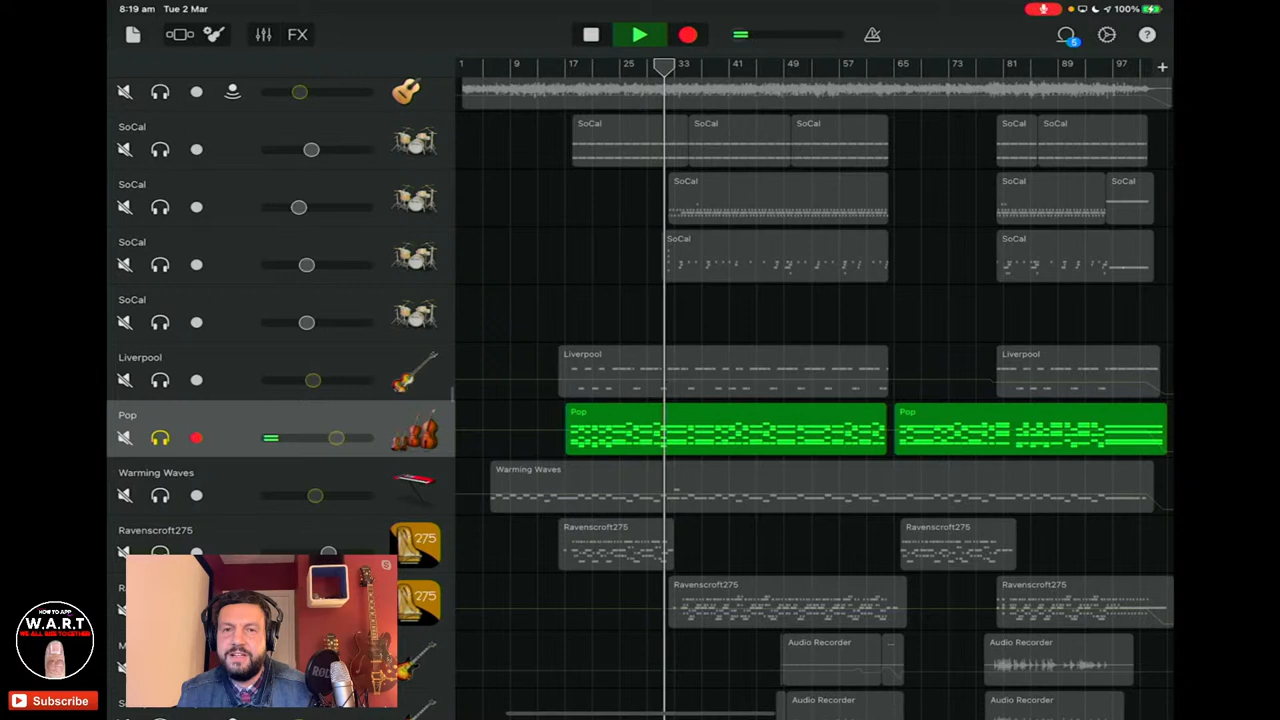 8:19 am Tue 2 Mar
100%
FX
5
?
1 9 17 25 33 41 49 57 65 73 81 89 97
+
SoCal
SoCal SoCal SoCal SoCal SoCal
SoCal
SoCal SoCal SoCal
SoCal
SoCal SoCal
SoCal
Liverpool
Liverpool Liverpool
Pop
Pop Pop
Warming Waves
Warming Waves
Ravenscroft275
275
Ravenscroft275 Ravenscroft275
275
Ravenscroft275 Ravenscroft275
Audio Recorder ... Audio Recorder
Audio Recorder Audio Recorder
HOW TO APP
W.A.R.T
WE ALL RISE TOGETHER
Subscribe